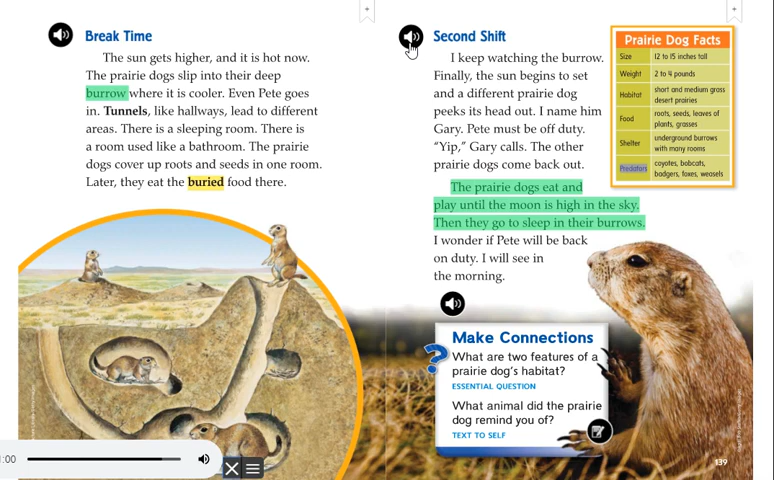 Break Time
The sun gets higher, and it is hot now.
The prairie dogs slip into their deep
burrow where it is cooler. Even Pete goes
in. Tunnels, like hallways, lead to different
areas. There is a sleeping room. There is
a room used like a bathroom. The prairie
dogs cover up roots and seeds in one room.
Later, they eat the buried food there.
Second Shift
I keep watching the burrow.
Finally, the sun begins to set
and a different prairie dog
peeks its head out. I name him
Gary. Pete must be off duty.
“Yip,” Gary calls. The other
prairie dogs come back out.
The prairie dogs eat and
play until the moon is high in the sky.
Then they go to sleep in their burrows.
I wonder if Pete will be back
on duty. I will see in
the morning.
Prairie Dog Facts
Size 12 to 15 inches tall
Weight 2 to 4 pounds
Habitat short and medium grass
desert prairies
Food roots, seeds, leaves of
plants, grasses
Shelter underground burrows
with many rooms
Predators coyotes, bobcats,
badgers, foxes, weasels
?
Make Connections
What are two features of a
prairie dog’s habitat?
ESSENTIAL QUESTION
What animal did the prairie
dog remind you of?
TEXT TO SELF
139
1:00